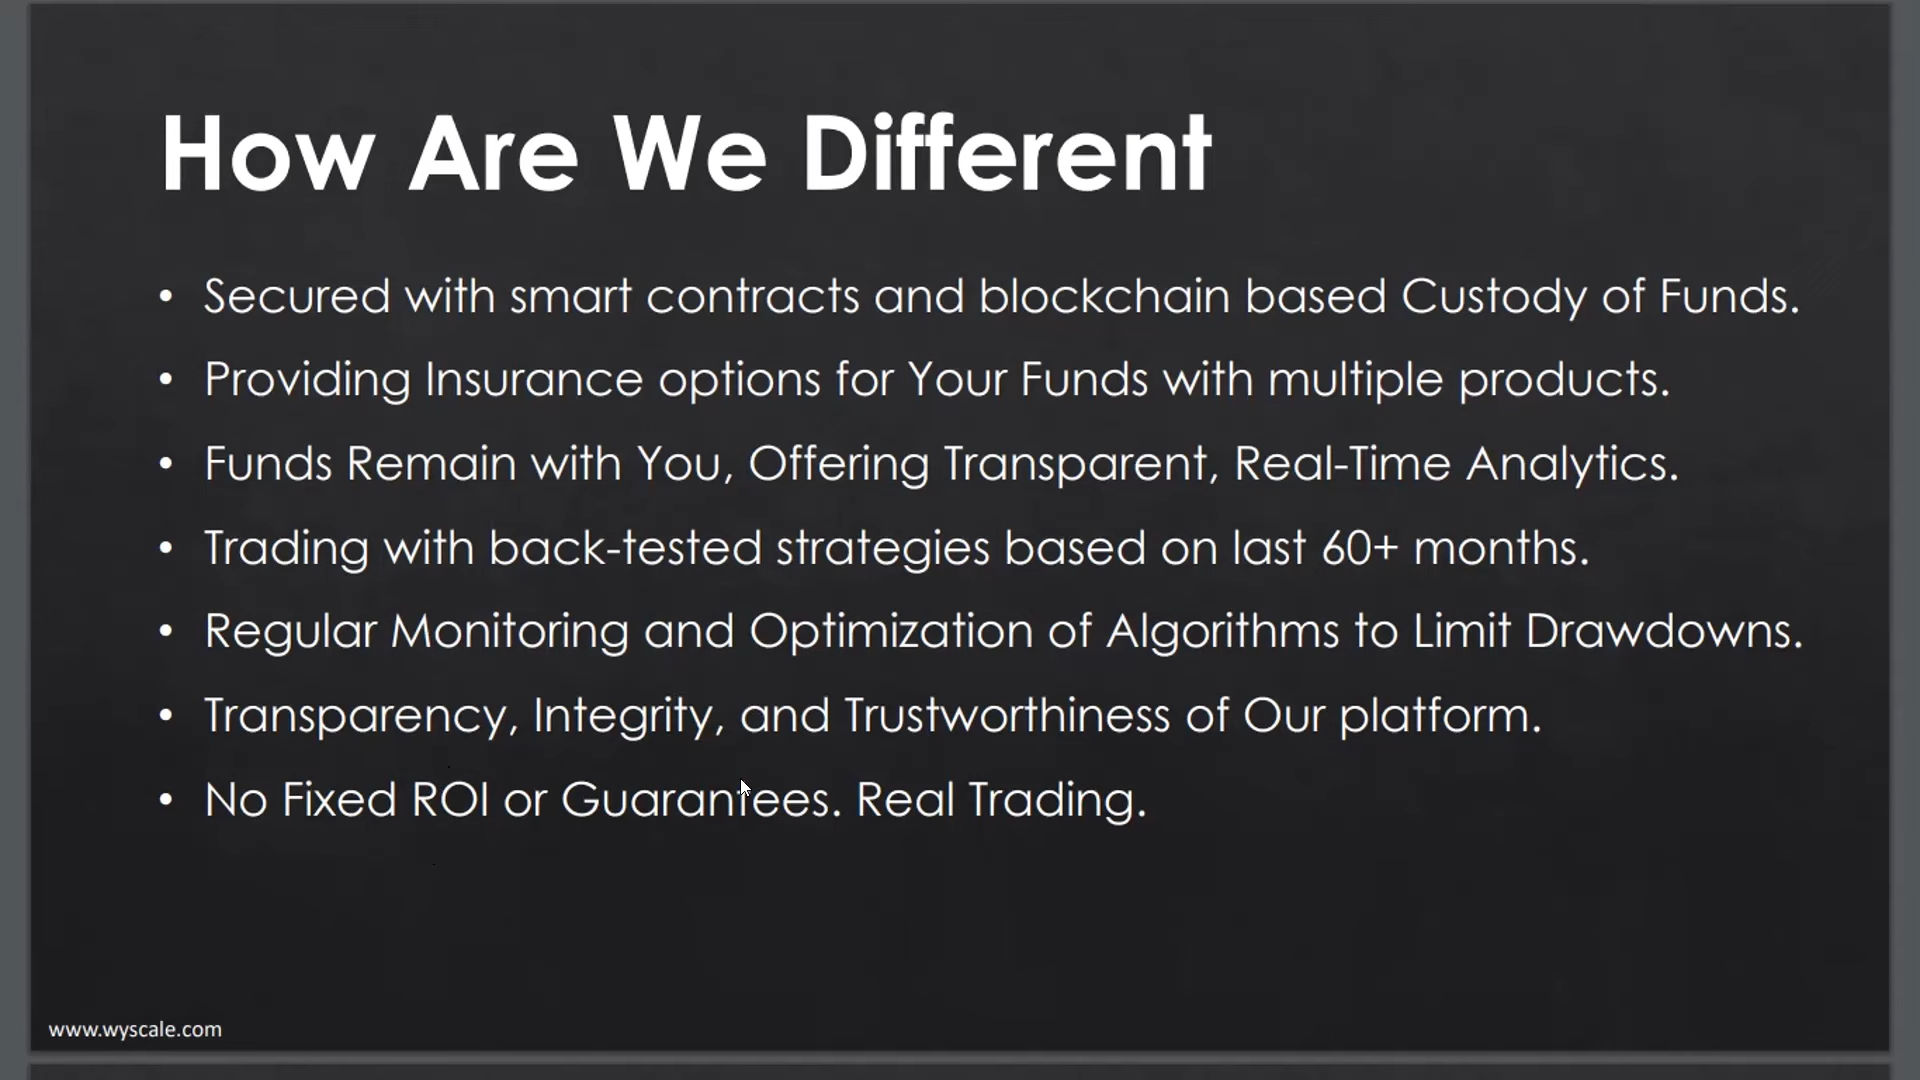 How Are We Different
• Secured with smart contracts and blockchain based Custody of Funds.
• Providing Insurance options for Your Funds with multiple products.
• Funds Remain with You, Offering Transparent, Real-Time Analytics.
• Trading with back-tested strategies based on last 60+ months.
• Regular Monitoring and Optimization of Algorithms to Limit Drawdowns.
• Transparency, Integrity, and Trustworthiness of Our platform.
• No Fixed ROI or Guarantees. Real Trading.
www.wyscale.com